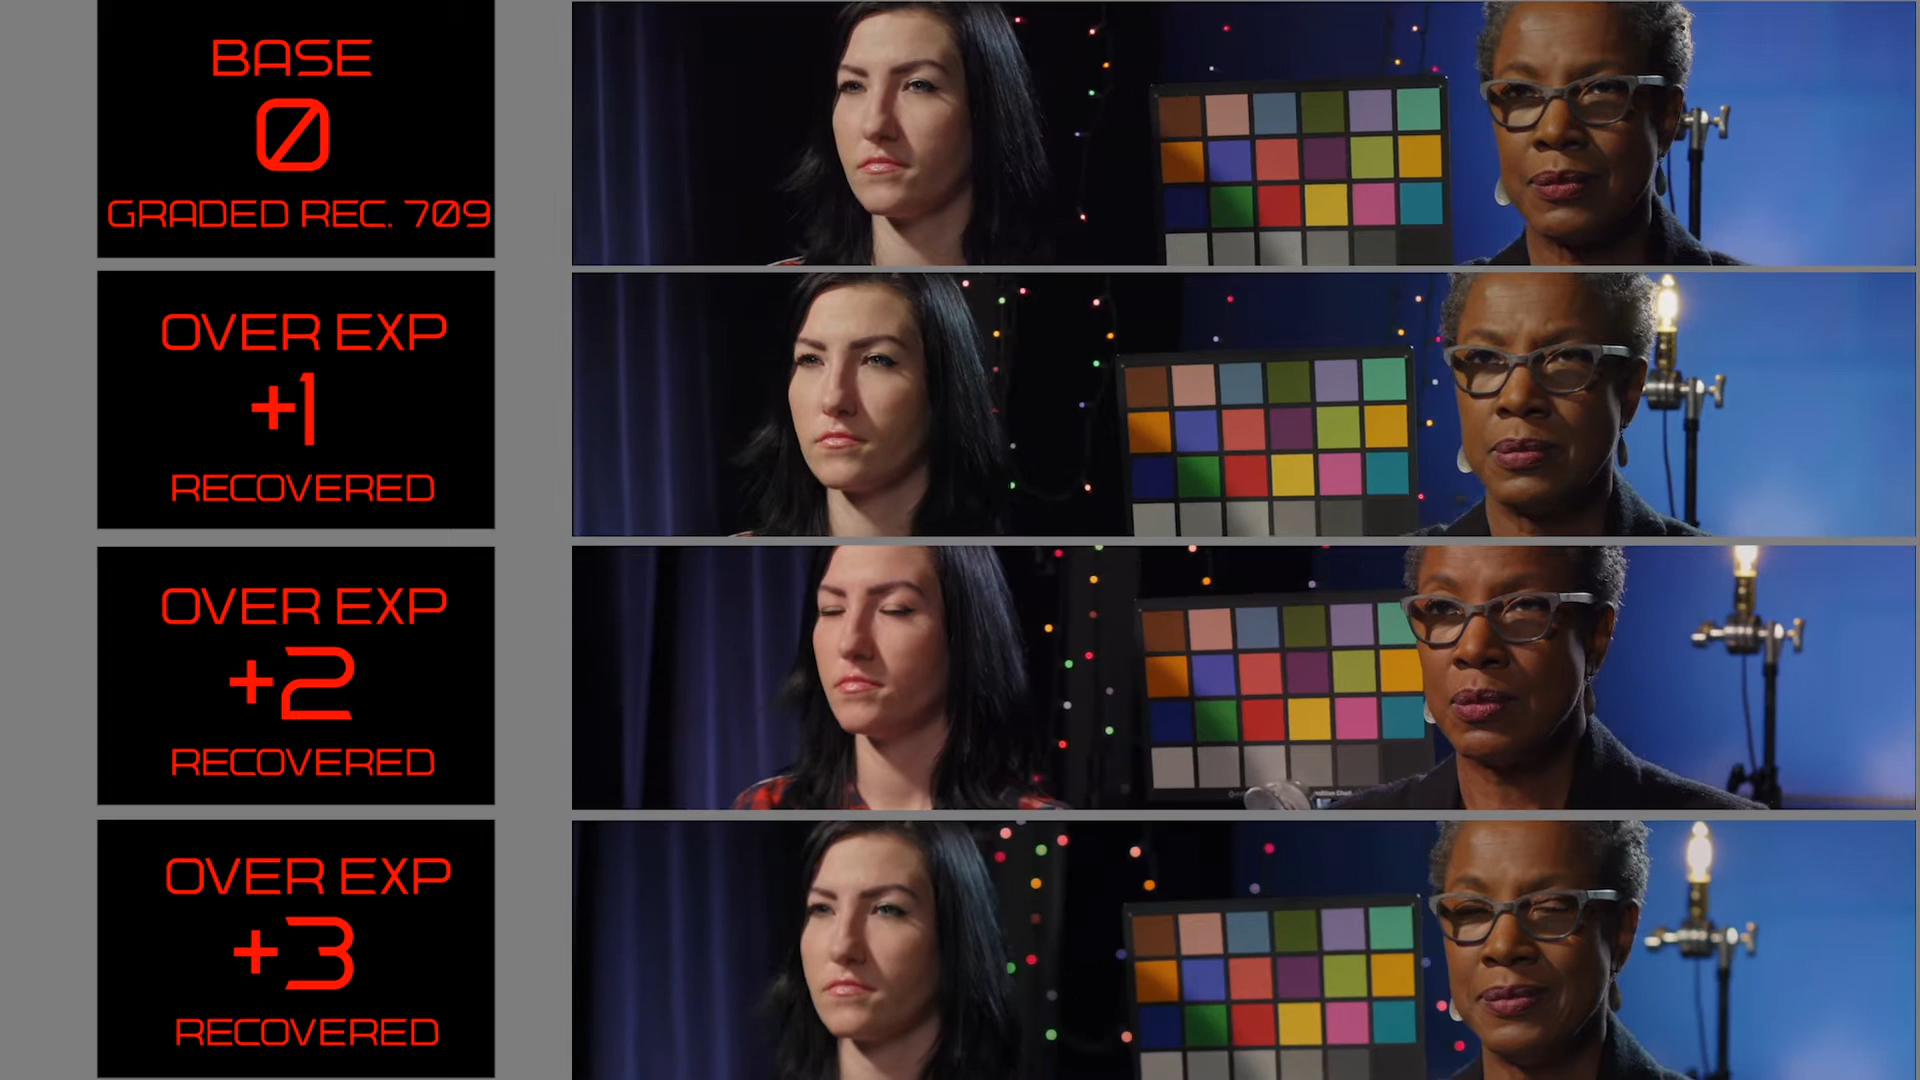 BASE
0
GRADED REC. 709
OVER EXP
+1
RECOVERED
OVER EXP
+2
RECOVERED
OVER EXP
+3
RECOVERED